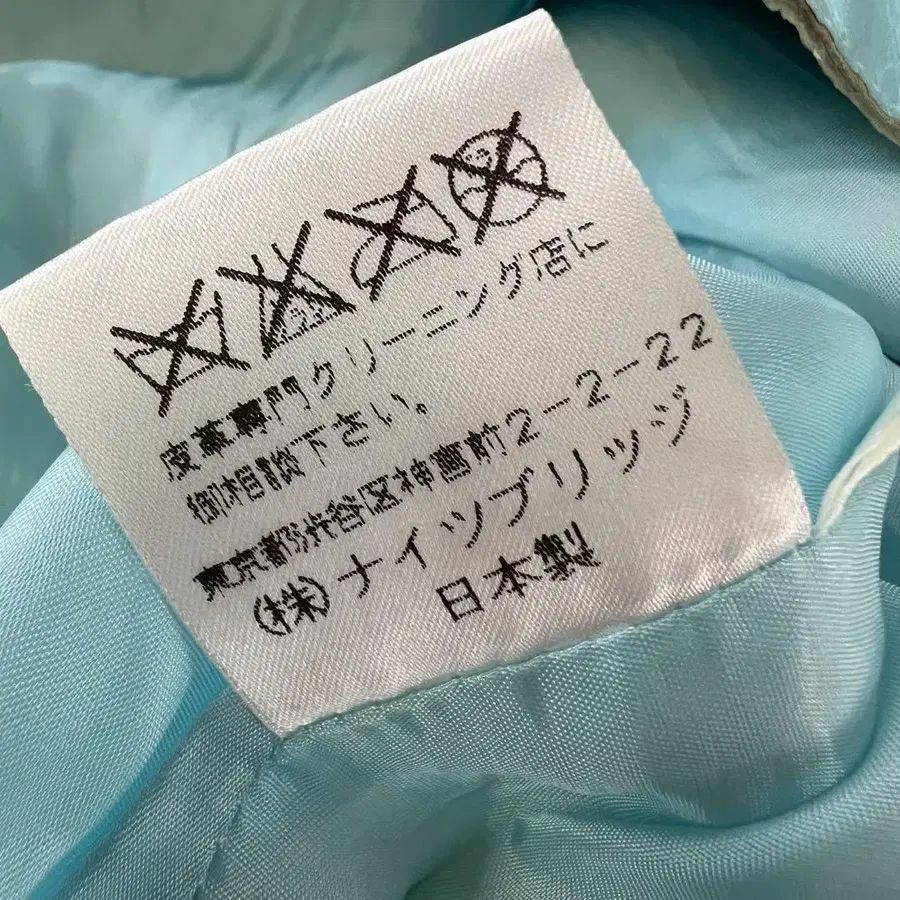 皮革専門クリーニング店に
御相談下さい。
東京都渋谷区神宮前2-2-22
(株)ナイツブリッジ
日本製